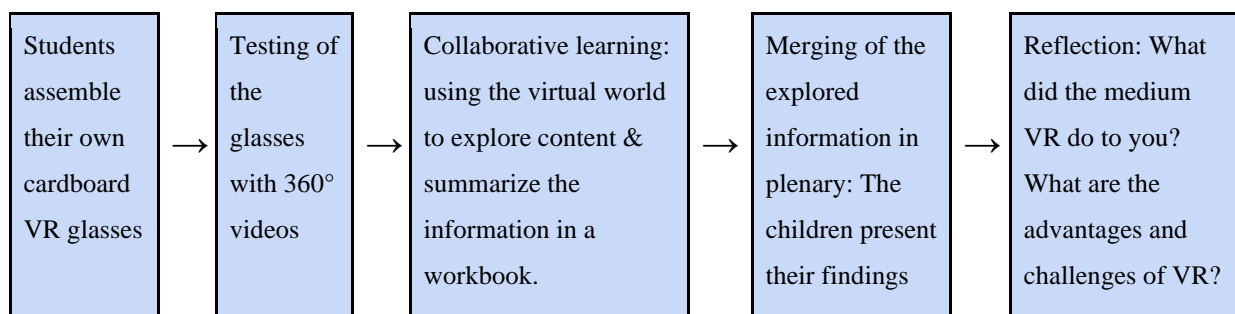 Students
assemble
their own
cardboard
VR glasses
→
Testing of
the
glasses
with 360°
videos
→
Collaborative learning:
using the virtual world
to explore content &
summarize the
information in a
workbook.
→
Merging of the
explored
information in
plenary: The
children present
their findings
→
Reflection: What
did the medium
VR do to you?
What are the
advantages and
challenges of VR?